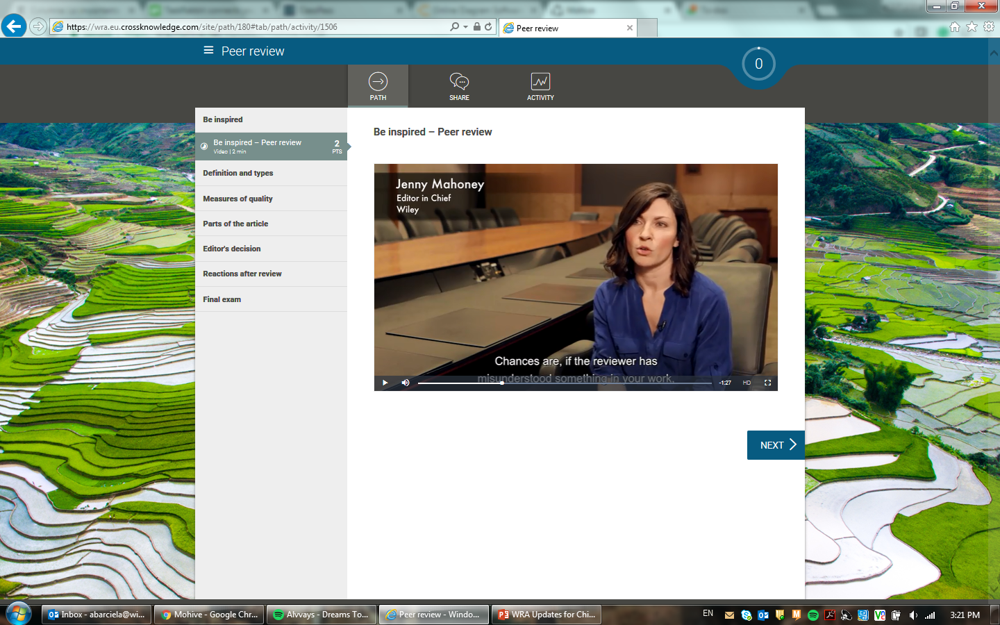 https://wra.eu.crossknowledge.com/site/path/180#tab/path/activity/1506
Peer review
Peer review
0
PATH
SHARE
ACTIVITY
Be inspired
Be inspired – Peer review
Video | 2 min
2
PTS
Definition and types
Measures of quality
Parts of the article
Editor's decision
Reactions after review
Final exam
Be inspired – Peer review
Jenny Mahoney
Editor in Chief
Wiley
Chances are, if the reviewer has
misunderstood something in your work,
-1:27
HD
NEXT
Inbox - abarciela@wi...
Mohive - Google Chr...
Alvvays - Dreams To...
Peer review - Windo...
WRA Updates for Chi...
EN
3:21 PM